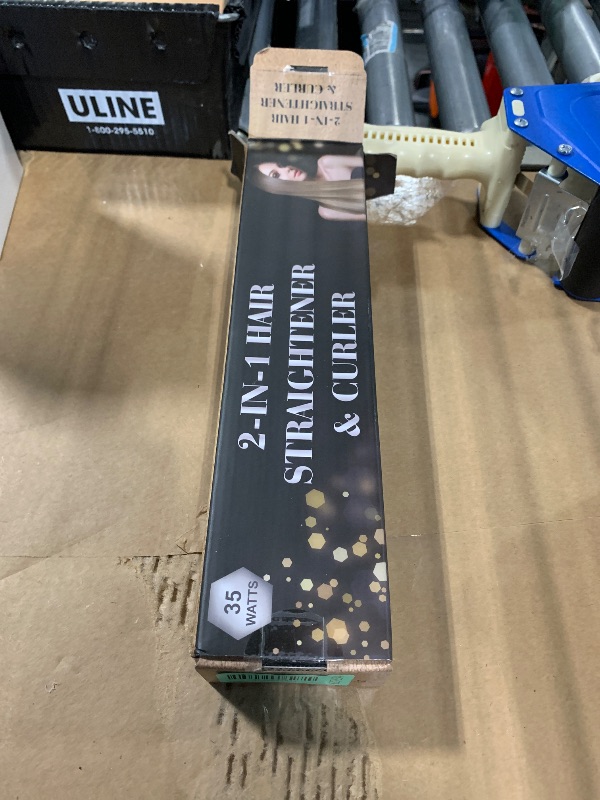 ULINE
1-800-295-5510
2-IN-1 HAIR
STRAIGHTENER
& CURLER
2-IN-1 HAIR
STRAIGHTENER
& CURLER
35
WATTS